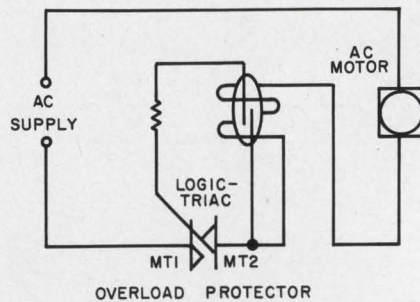 AC
SUPPLY
AC
MOTOR
LOGIC-
TRIAC
MT1
MT2
OVERLOAD PROTECTOR